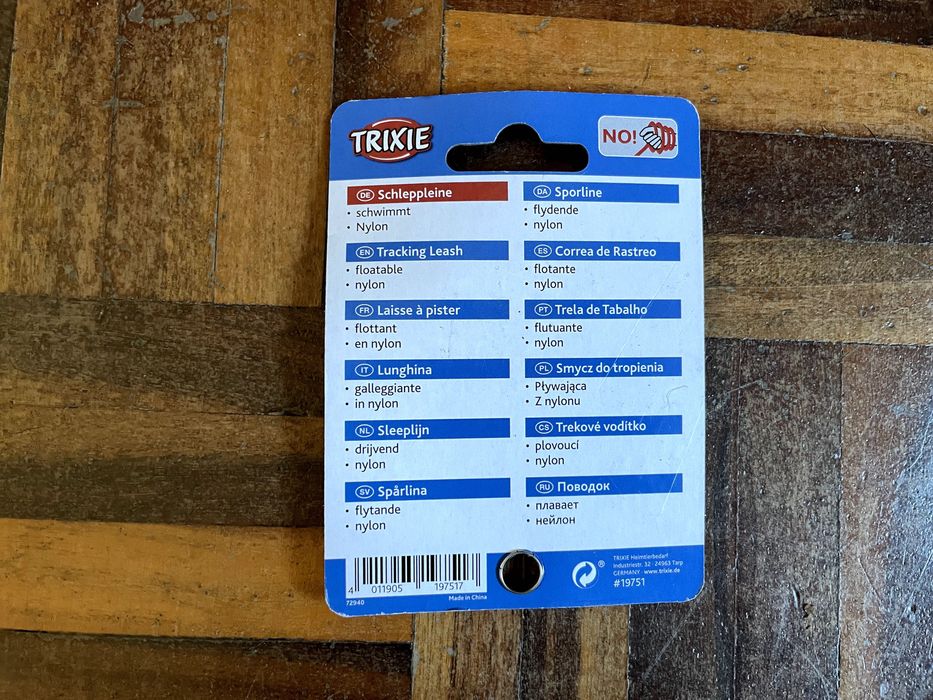 TRIXIE
NO!
DE Schleppleine
• schwimmt
• Nylon
EN Tracking Leash
• floatable
• nylon
FR Laisse à pister
• flottant
• en nylon
IT Lunghina
• galleggiante
• in nylon
NL Sleeplijn
• drijvend
• nylon
SV Spårlina
• flytande
• nylon
DA Sporline
• flydende
• nylon
ES Correa de Rastreo
• flotante
• nylon
PT Trela de Tabalho
• flutuante
• nylon
PL Smycz do tropienia
• Pływająca
• Z nylonu
CS Trekové vodítko
• plovoucí
• nylon
RU Поводок
• плавает
• нейлон
4 011905 197517
72940
Made in China
®
TRIXIE Heimtierbedarf
Industriestr. 32 · 24963 Tarp
GERMANY · www.trixie.de
#19751